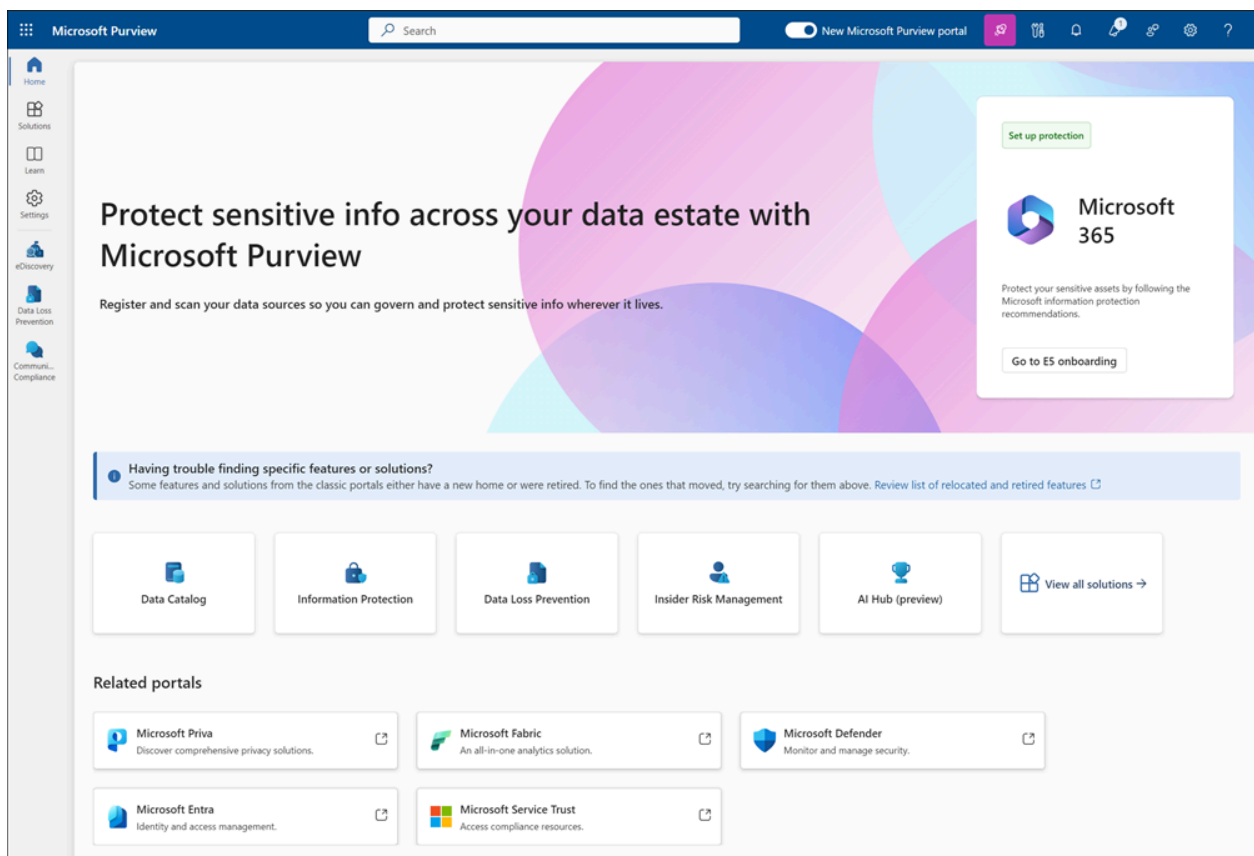 Microsoft Purview
Search
New Microsoft Purview portal
1
Home
Solutions
Learn
Settings
eDiscovery
Data Loss
Prevention
Communi...
Compliance
Protect sensitive info across your data estate with
Microsoft Purview
Register and scan your data sources so you can govern and protect sensitive info wherever it lives.
Set up protection
Microsoft
365
Protect your sensitive assets by following the
Microsoft information protection
recommendations.
Go to E5 onboarding
Having trouble finding specific features or solutions?
Some features and solutions from the classic portals either have a new home or were retired. To find the ones that moved, try searching for them above. Review list of relocated and retired features
Data Catalog
Information Protection
Data Loss Prevention
Insider Risk Management
AI Hub (preview)
View all solutions →
Related portals
Microsoft Priva
Discover comprehensive privacy solutions.
Microsoft Fabric
An all-in-one analytics solution.
Microsoft Defender
Monitor and manage security.
Microsoft Entra
Identity and access management.
Microsoft Service Trust
Access compliance resources.